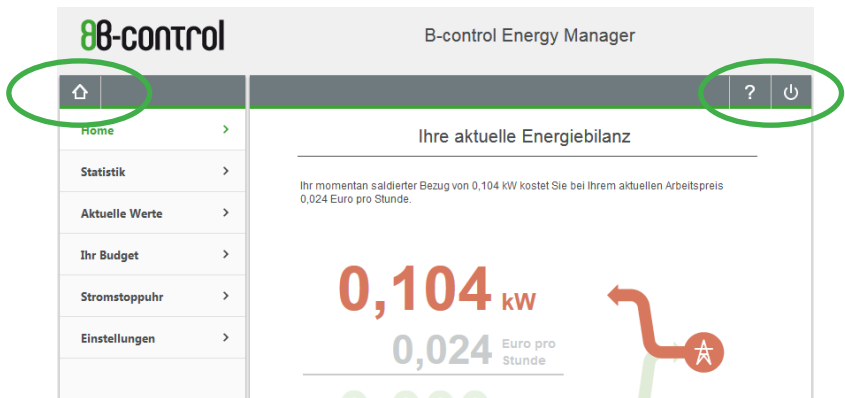 B-control
B-control Energy Manager
?
Home
Statistik
Aktuelle Werte
Ihr Budget
Stromstoppuhr
Einstellungen
Ihre aktuelle Energiebilanz
Ihr momentan saldierter Bezug von 0,104 kW kostet Sie bei Ihrem aktuellen Arbeitspreis
0,024 Euro pro Stunde.
0,104 kW
0,024 Euro pro
Stunde